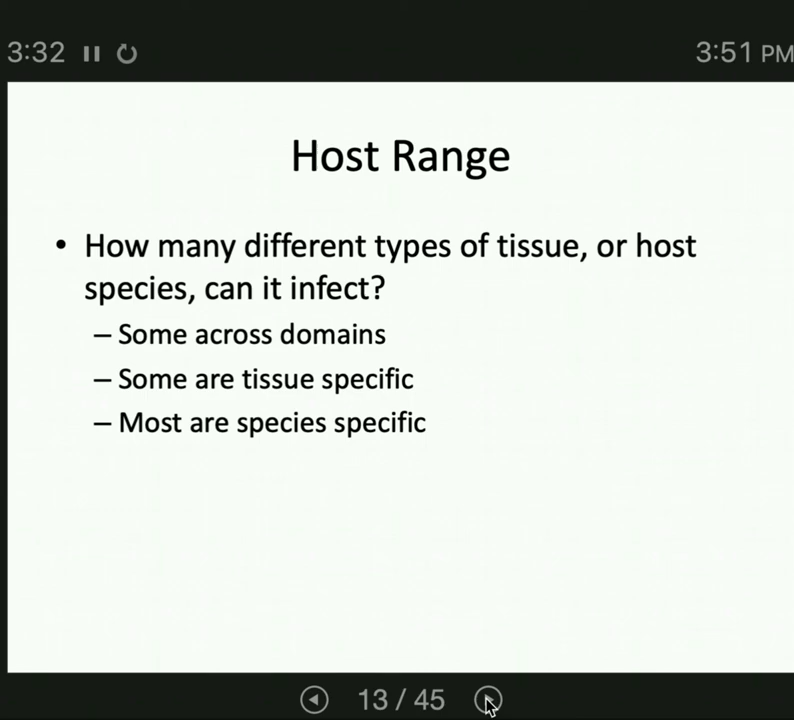 3:32
3:51 PM
Host Range
• How many different types of tissue, or host
species, can it infect?
– Some across domains
– Some are tissue specific
– Most are species specific
13 / 45